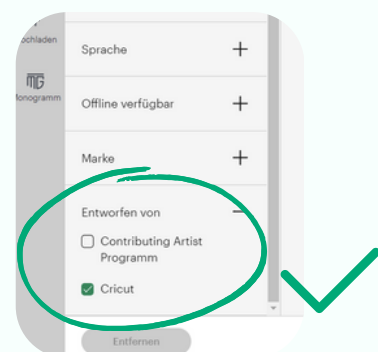 ochladen
Sprache
Monogramm
Offline verfügbar
Marke
Entworfen von
Contributing Artist
Programm
Cricut
Entfernen